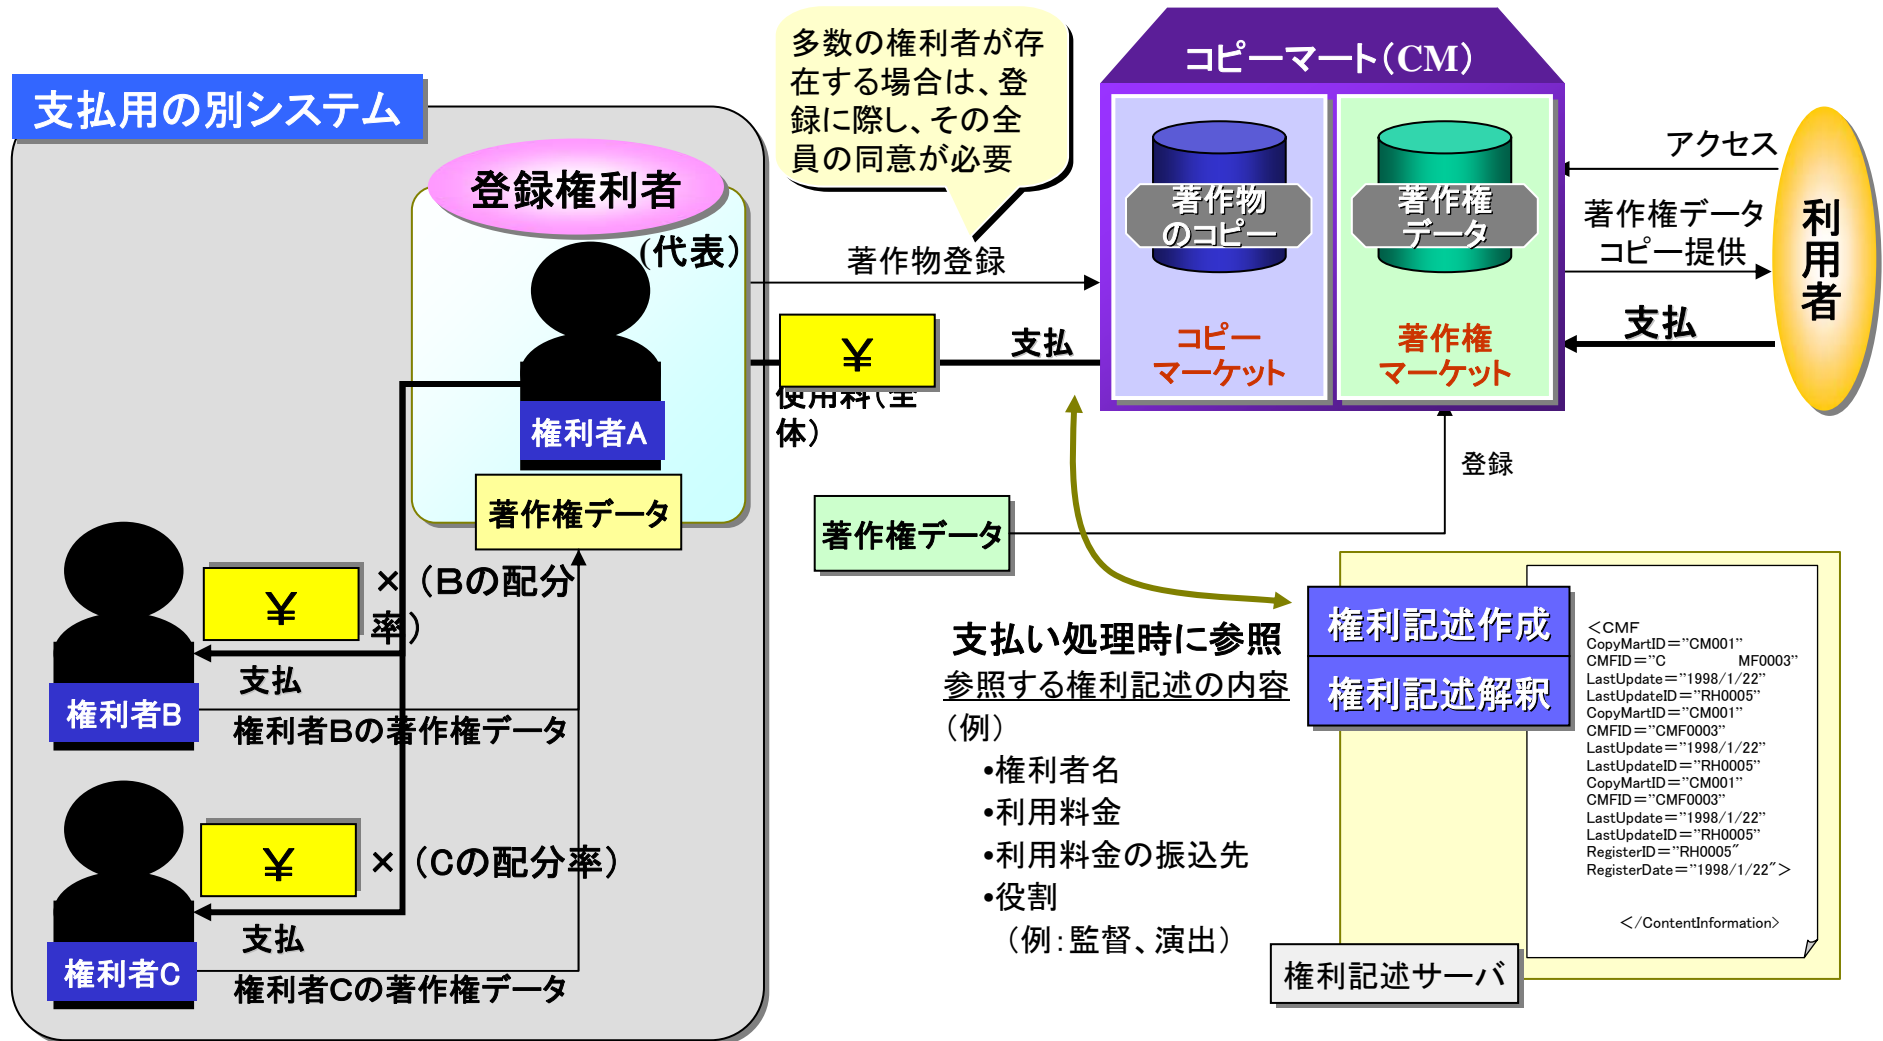 多数の権利者が存
在する場合は、登
録に際し、その全
員の同意が必要
コピーマート（CM）
支払用の別システム
登録権利者
（代表）
著作物登録
著作物
のコピー
著作権
データ
コピー
マーケット
著作権
マーケット
アクセス
著作権データ
コピー提供
支払
利用者
￥
支払
使用料（全
体）
権利者A
著作権データ
著作権データ
登録
￥
×（Bの配分
率）
支払
権利者B
権利者Bの著作権データ
￥
×（Cの配分率）
支払
権利者C
権利者Cの著作権データ
支払い処理時に参照
参照する権利記述の内容
（例）
•権利者名
•利用料金
•利用料金の振込先
•役割
（例：監督、演出）
権利記述作成
権利記述解釈
＜CMF
CopyMartID＝”CM001”
CMFID＝”C MF0003”
LastUpdate＝”1998/1/22”
LastUpdateID＝”RH0005”
CopyMartID＝”CM001”
CMFID＝”CMF0003”
LastUpdate＝”1998/1/22”
LastUpdateID＝”RH0005”
CopyMartID＝”CM001”
CMFID＝”CMF0003”
LastUpdate＝”1998/1/22”
LastUpdateID＝”RH0005”
RegisterID＝”RH0005″
RegisterDate＝”1998/1/22″＞
＜/ContentInformation>
権利記述サーバ